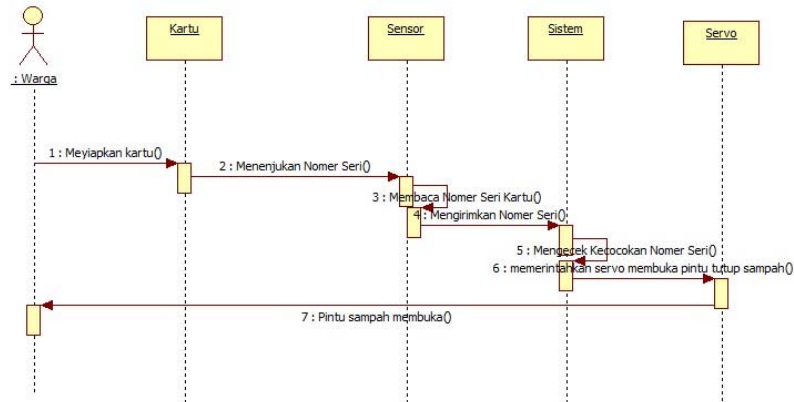 Kartu
Sensor
Sistem
Servo
: Warga
1 : Meyiapkan kartu()
2 : Menenjukan Nomer Seri()
3 : Membaca Nomer Seri Kartu()
4 : Mengirimkan Nomer Seri()
5 : Mengecek Kecocokan Nomer Seri()
6 : memerintahkan servo membuka pintu tutup sampah()
7 : Pintu sampah membuka()